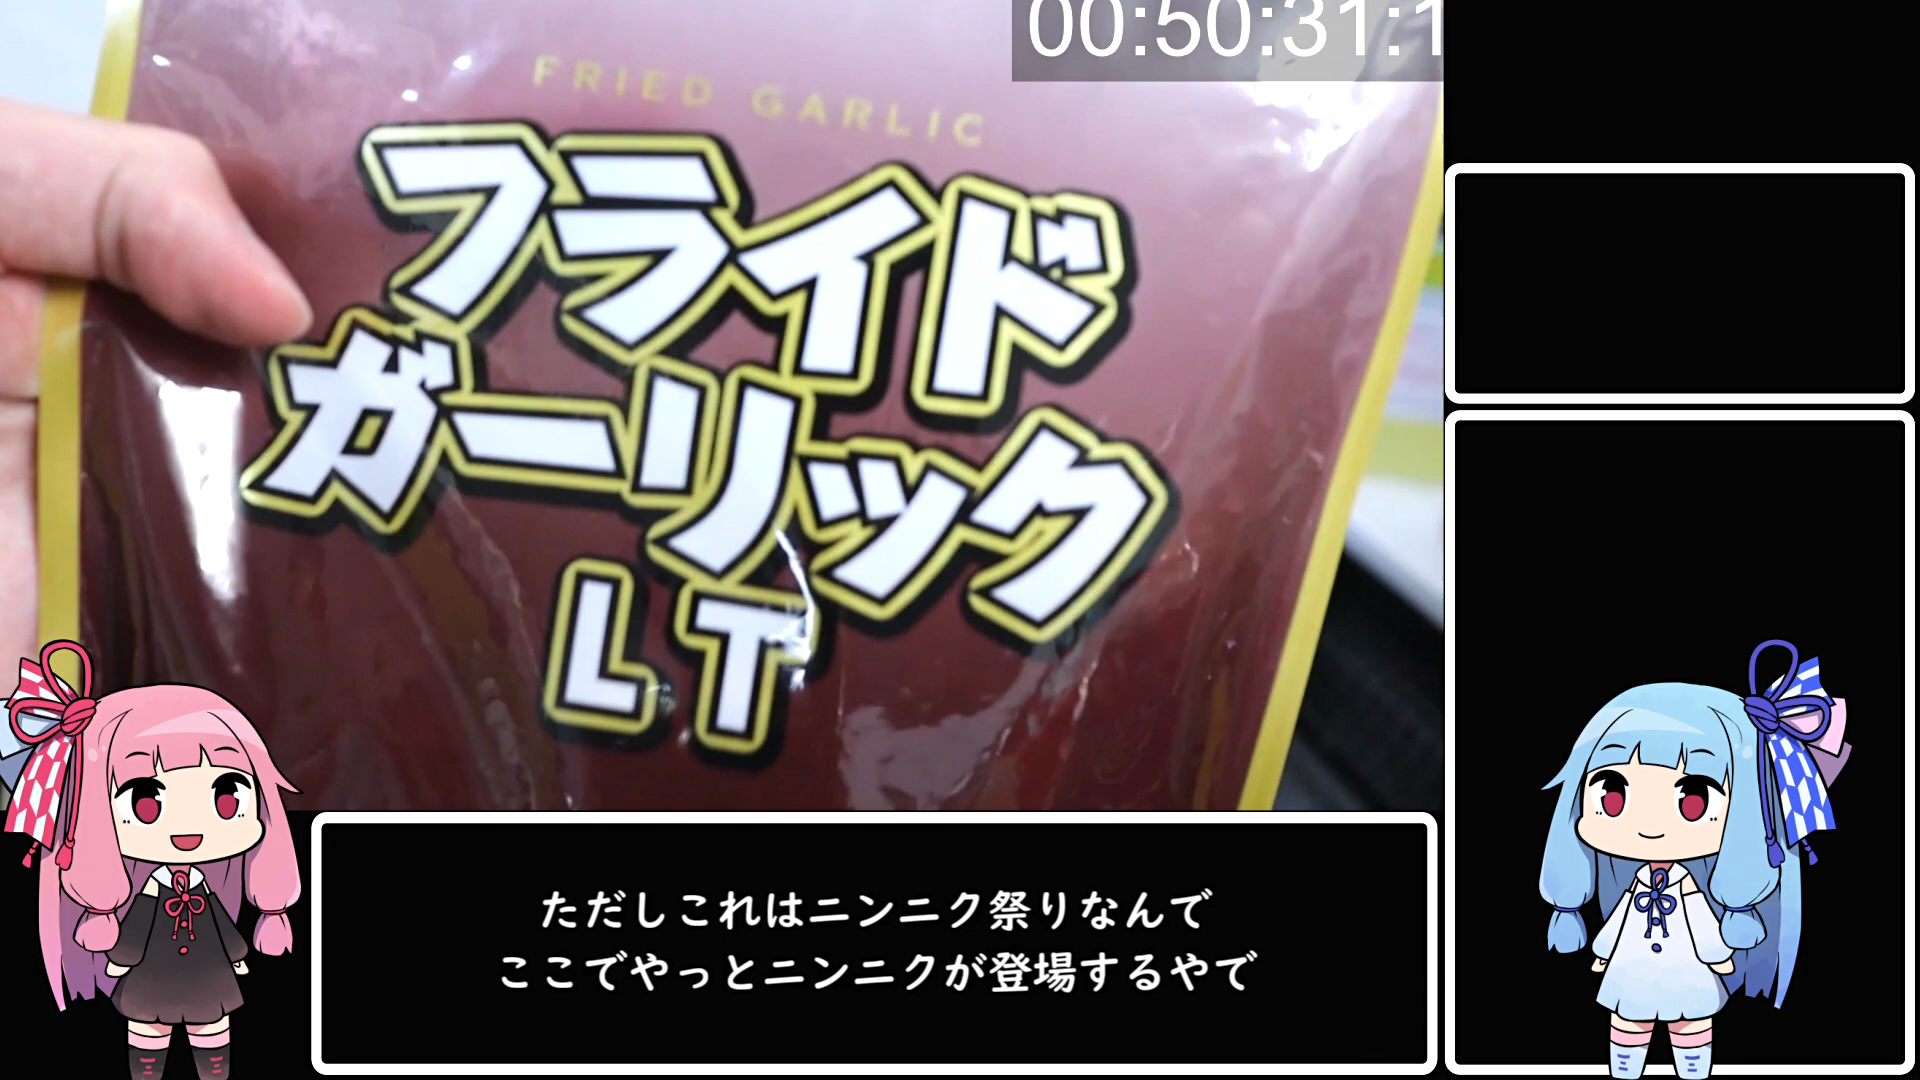 00:50:31:1
FRIED GARLIC
フライド
ガーリック
LT
ただしこれはニンニク祭りなんで
ここでやっとニンニクが登場するやで